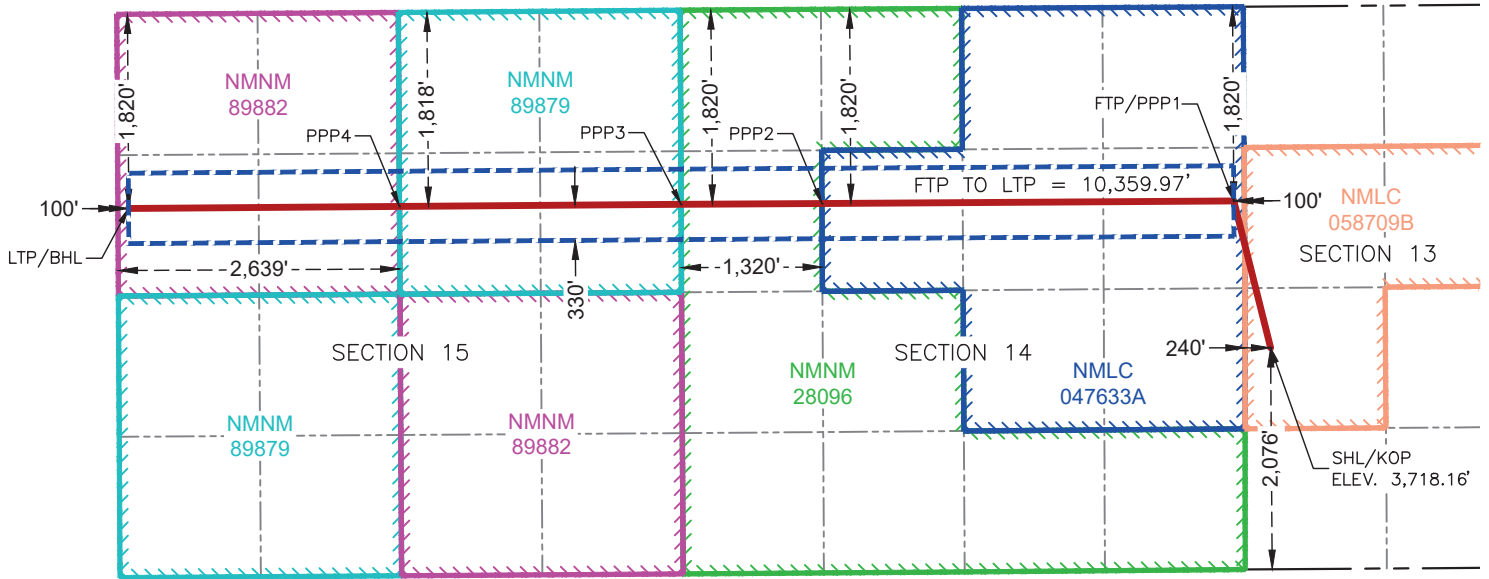 NMNM
89882
NMNM
89879
1,820'
1,818'
1,820'
1,820'
1,820'
PPP4
PPP3
PPP2
FTP/PPP1
FTP TO LTP = 10,359.97'
100'
100'
NMLC
058709B
SECTION 13
LTP/BHL
2,639'
1,320'
330'
SECTION 15
SECTION 14
240'
NMNM
28096
NMLC
047633A
NMNM
89879
NMNM
89882
2,076'
SHL/KOP
ELEV. 3,718.16'